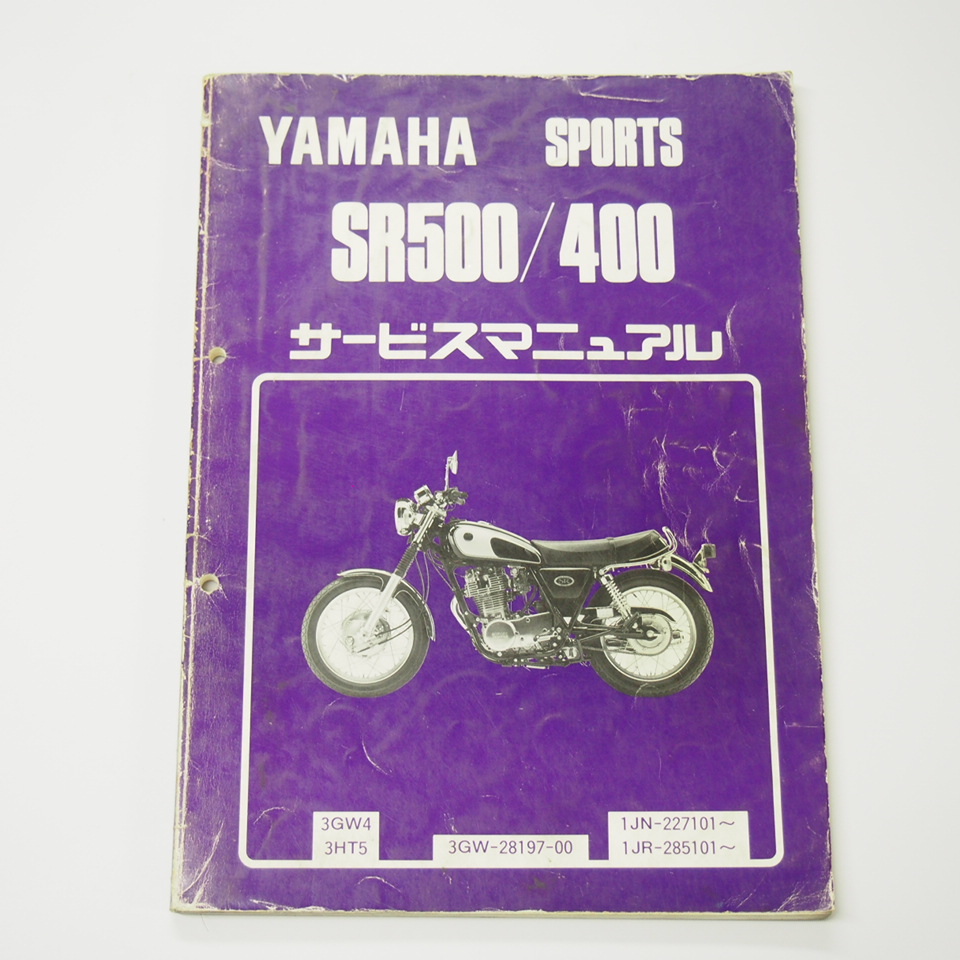 YAMAHA SPORTS
SR500/400
サービスマニュアル
3GW4
3HT5
3GW-28197-00
1JN-227101～
1JR-285101～